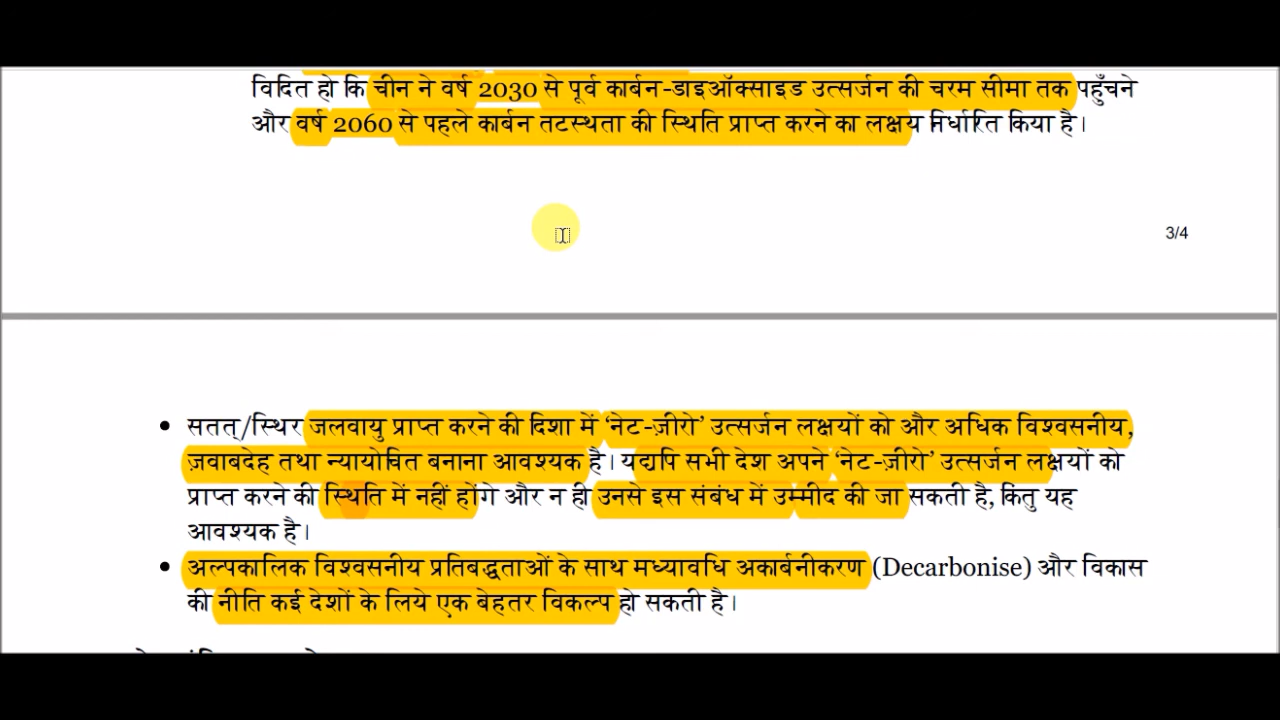 विदित हो कि चीन ने वर्ष 2030 से पूर्व कार्बन-डाइऑक्साइड उत्सर्जन की चरम सीमा तक पहुँचने
और वर्ष 2060 से पहले कार्बन तटस्थता की स्थिति प्राप्त करने का लक्ष्य निर्धारित किया है।
3/4
• सतत्/स्थिर जलवायु प्राप्त करने की दिशा में ‘नेट-ज़ीरो’ उत्सर्जन लक्ष्यों को और अधिक विश्वसनीय,
ज़वाबदेह तथा न्यायोचित बनाना आवश्यक है। यद्यपि सभी देश अपने ‘नेट-ज़ीरो’ उत्सर्जन लक्ष्यों को
प्राप्त करने की स्थिति में नहीं होंगे और न ही उनसे इस संबंध में उम्मीद की जा सकती है, किंतु यह
आवश्यक है।
• अल्पकालिक विश्वसनीय प्रतिबद्धताओं के साथ मध्यावधि अकार्बनीकरण (Decarbonise) और विकास
की नीति कई देशों के लिये एक बेहतर विकल्प हो सकती है।